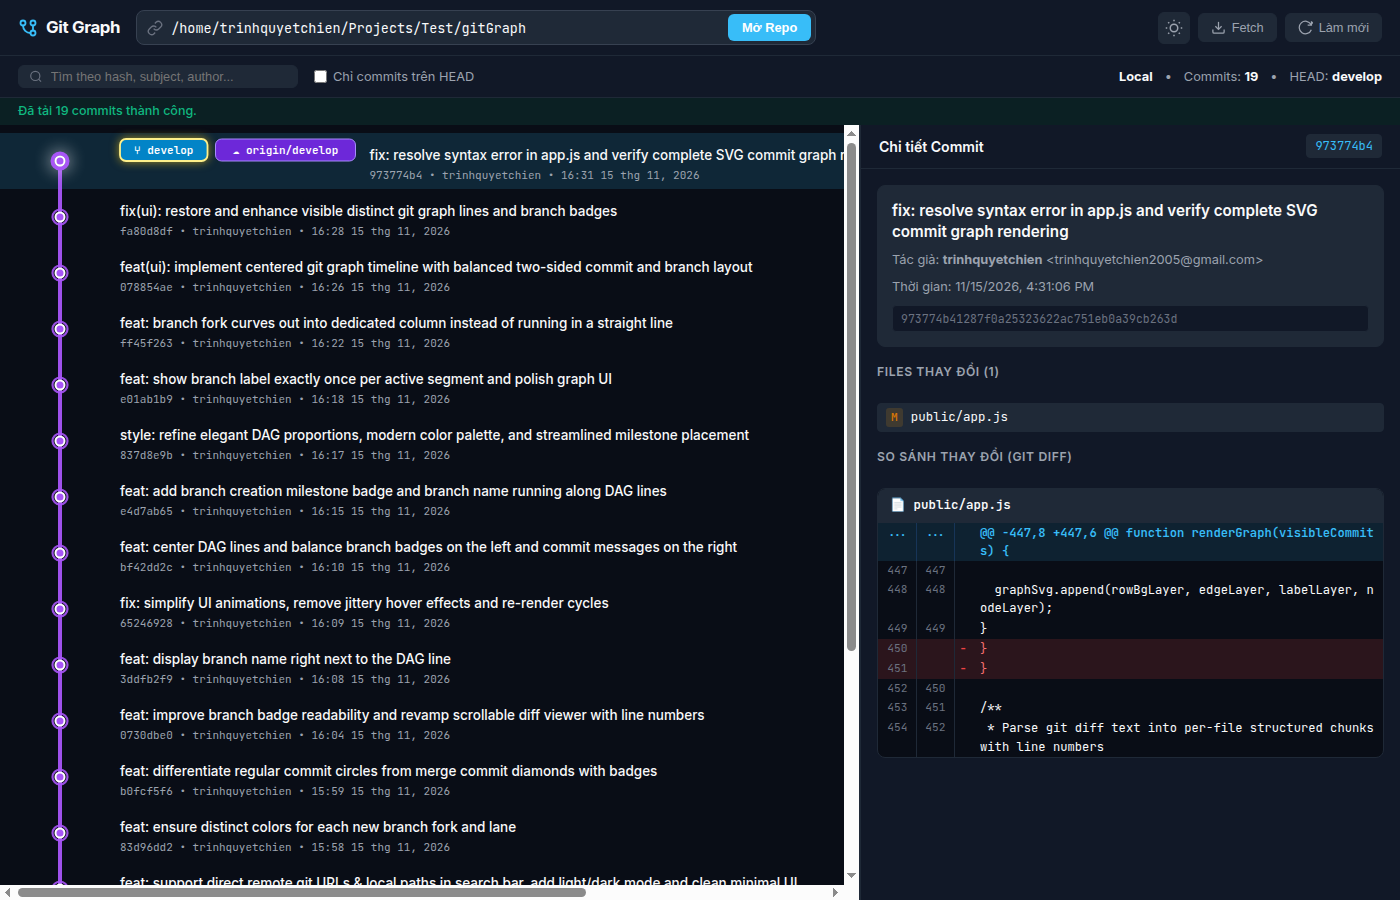 Git Graph
/home/trinhquyetchien/Projects/Test/gitGraph
Mở Repo
Fetch
Làm mới
Tìm theo hash, subject, author...
Chỉ commits trên HEAD
Local • Commits: 19 • HEAD: develop
Đã tải 19 commits thành công.
develop
origin/develop
fix: resolve syntax error in app.js and verify complete SVG commit graph r
973774b4 • trinhquyetchien • 16:31 15 thg 11, 2026
fix(ui): restore and enhance visible distinct git graph lines and branch badges
fa80d8df • trinhquyetchien • 16:28 15 thg 11, 2026
feat(ui): implement centered git graph timeline with balanced two-sided commit and branch layout
078854ae • trinhquyetchien • 16:26 15 thg 11, 2026
feat: branch fork curves out into dedicated column instead of running in a straight line
ff45f263 • trinhquyetchien • 16:22 15 thg 11, 2026
feat: show branch label exactly once per active segment and polish graph UI
e01ab1b9 • trinhquyetchien • 16:18 15 thg 11, 2026
style: refine elegant DAG proportions, modern color palette, and streamlined milestone placement
837d8e9b • trinhquyetchien • 16:17 15 thg 11, 2026
feat: add branch creation milestone badge and branch name running along DAG lines
e4d7ab65 • trinhquyetchien • 16:15 15 thg 11, 2026
feat: center DAG lines and balance branch badges on the left and commit messages on the right
bf42dd2c • trinhquyetchien • 16:10 15 thg 11, 2026
fix: simplify UI animations, remove jittery hover effects and re-render cycles
65246928 • trinhquyetchien • 16:09 15 thg 11, 2026
feat: display branch name right next to the DAG line
3ddfb2f9 • trinhquyetchien • 16:08 15 thg 11, 2026
feat: improve branch badge readability and revamp scrollable diff viewer with line numbers
0730dbe0 • trinhquyetchien • 16:04 15 thg 11, 2026
feat: differentiate regular commit circles from merge commit diamonds with badges
b0fcf5f6 • trinhquyetchien • 15:59 15 thg 11, 2026
feat: ensure distinct colors for each new branch fork and lane
83d96dd2 • trinhquyetchien • 15:58 15 thg 11, 2026
feat: support direct remote git URLs & local paths in search bar, add light/dark mode and clean minimal UI
Chi tiết Commit
973774b4
fix: resolve syntax error in app.js and verify complete SVG
commit graph rendering
Tác giả: trinhquyetchien <trinhquyetchien2005@gmail.com>
Thời gian: 11/15/2026, 4:31:06 PM
973774b41287f0a25323622ac751eb0a39cb263d
FILES THAY ĐỔI (1)
M public/app.js
SO SÁNH THAY ĐỔI (GIT DIFF)
public/app.js
... ... @@ -447,8 +447,6 @@ function renderGraph(visibleCommit
s) {
447 447
448 448 graphSvg.append(rowBgLayer, edgeLayer, labelLayer, n
odeLayer);
449 449 }
450 - }
451 - }
452 450
453 451 /**
454 452 * Parse git diff text into per-file structured chunks
with line numbers